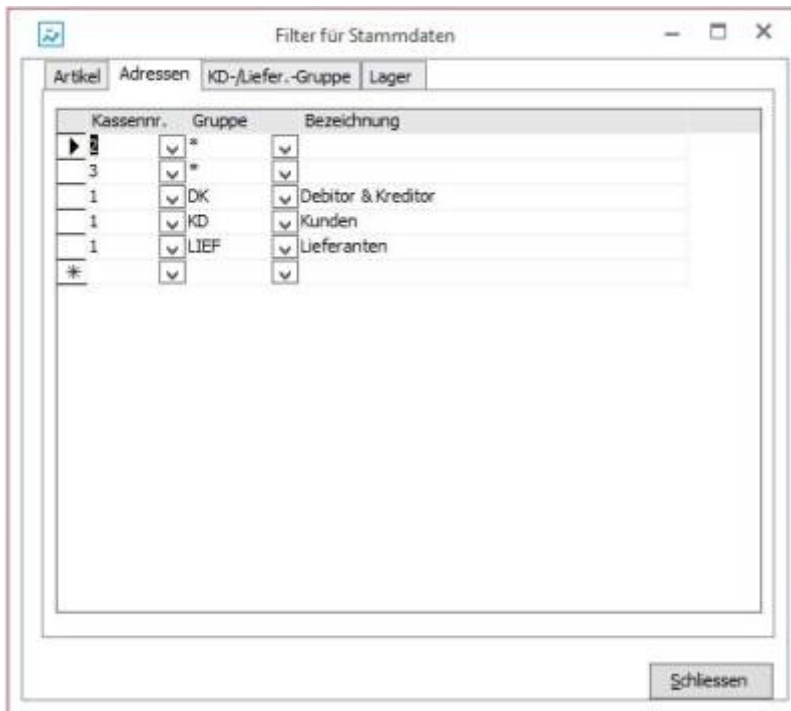 Filter für Stammdaten
Artikel Adressen KD-/Liefer.-Gruppe Lager
Kassennr. Gruppe Bezeichnung
2 *
3 *
1 DK Debitor & Kreditor
1 KD Kunden
1 LIEF Lieferanten
*
Schliessen